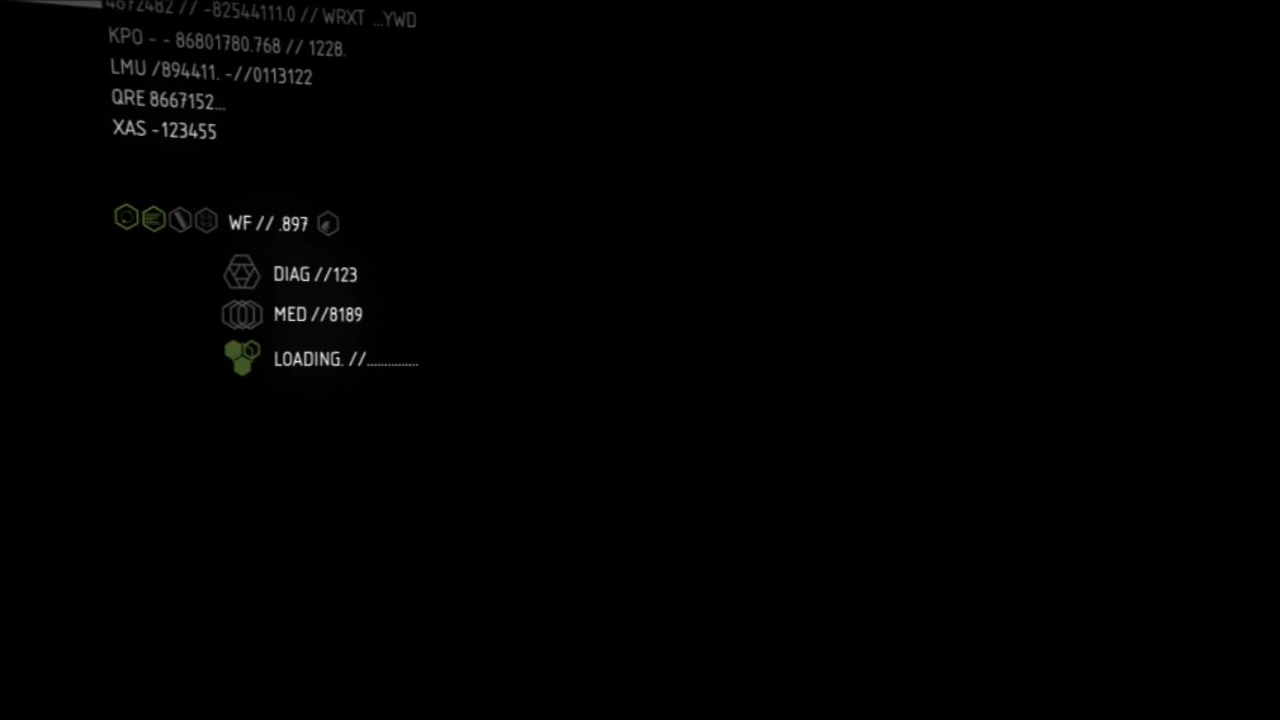 4672482 // -82544111.0 // WRXT ...YWD
KPO - - 86801780.768 // 1228.
LMU /894411. -//0113122
QRE 8667152...
XAS -123455
WF // .897
DIAG //123
MED //8189
LOADING. //...............